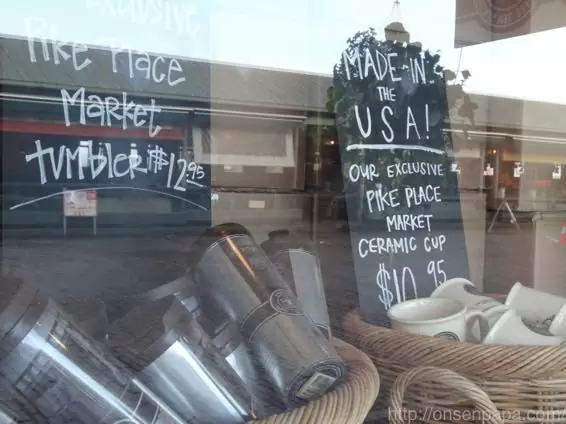 EXCLUSIVE
Pike Place
Market
tumbler $12.95
MADE-IN
THE
USA!
OUR EXCLUSIVE
PIKE PLACE
MARKET
CERAMIC CUP
$10.95
http://onsenpapa.com/